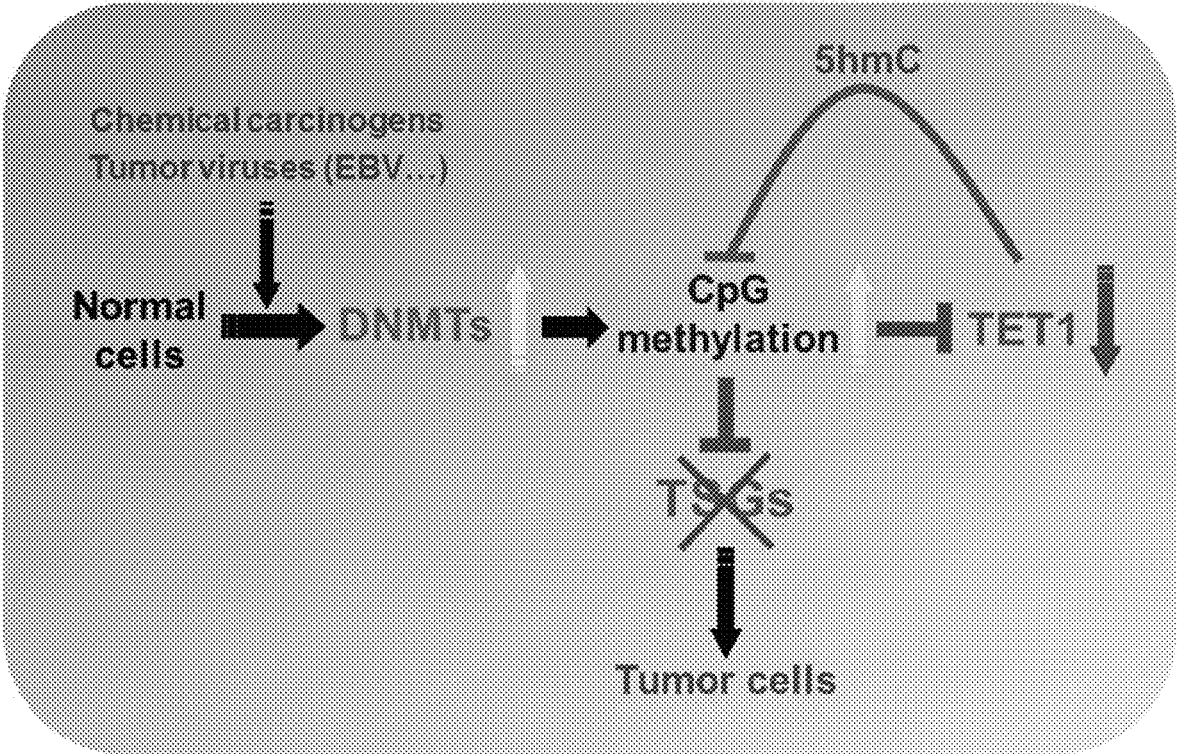 5hmC
Chemical carcinogens
Tumor viruses (EBV...)
Normal
cells
DNMTs
CpG
methylation
TET1
TSGs
Tumor cells